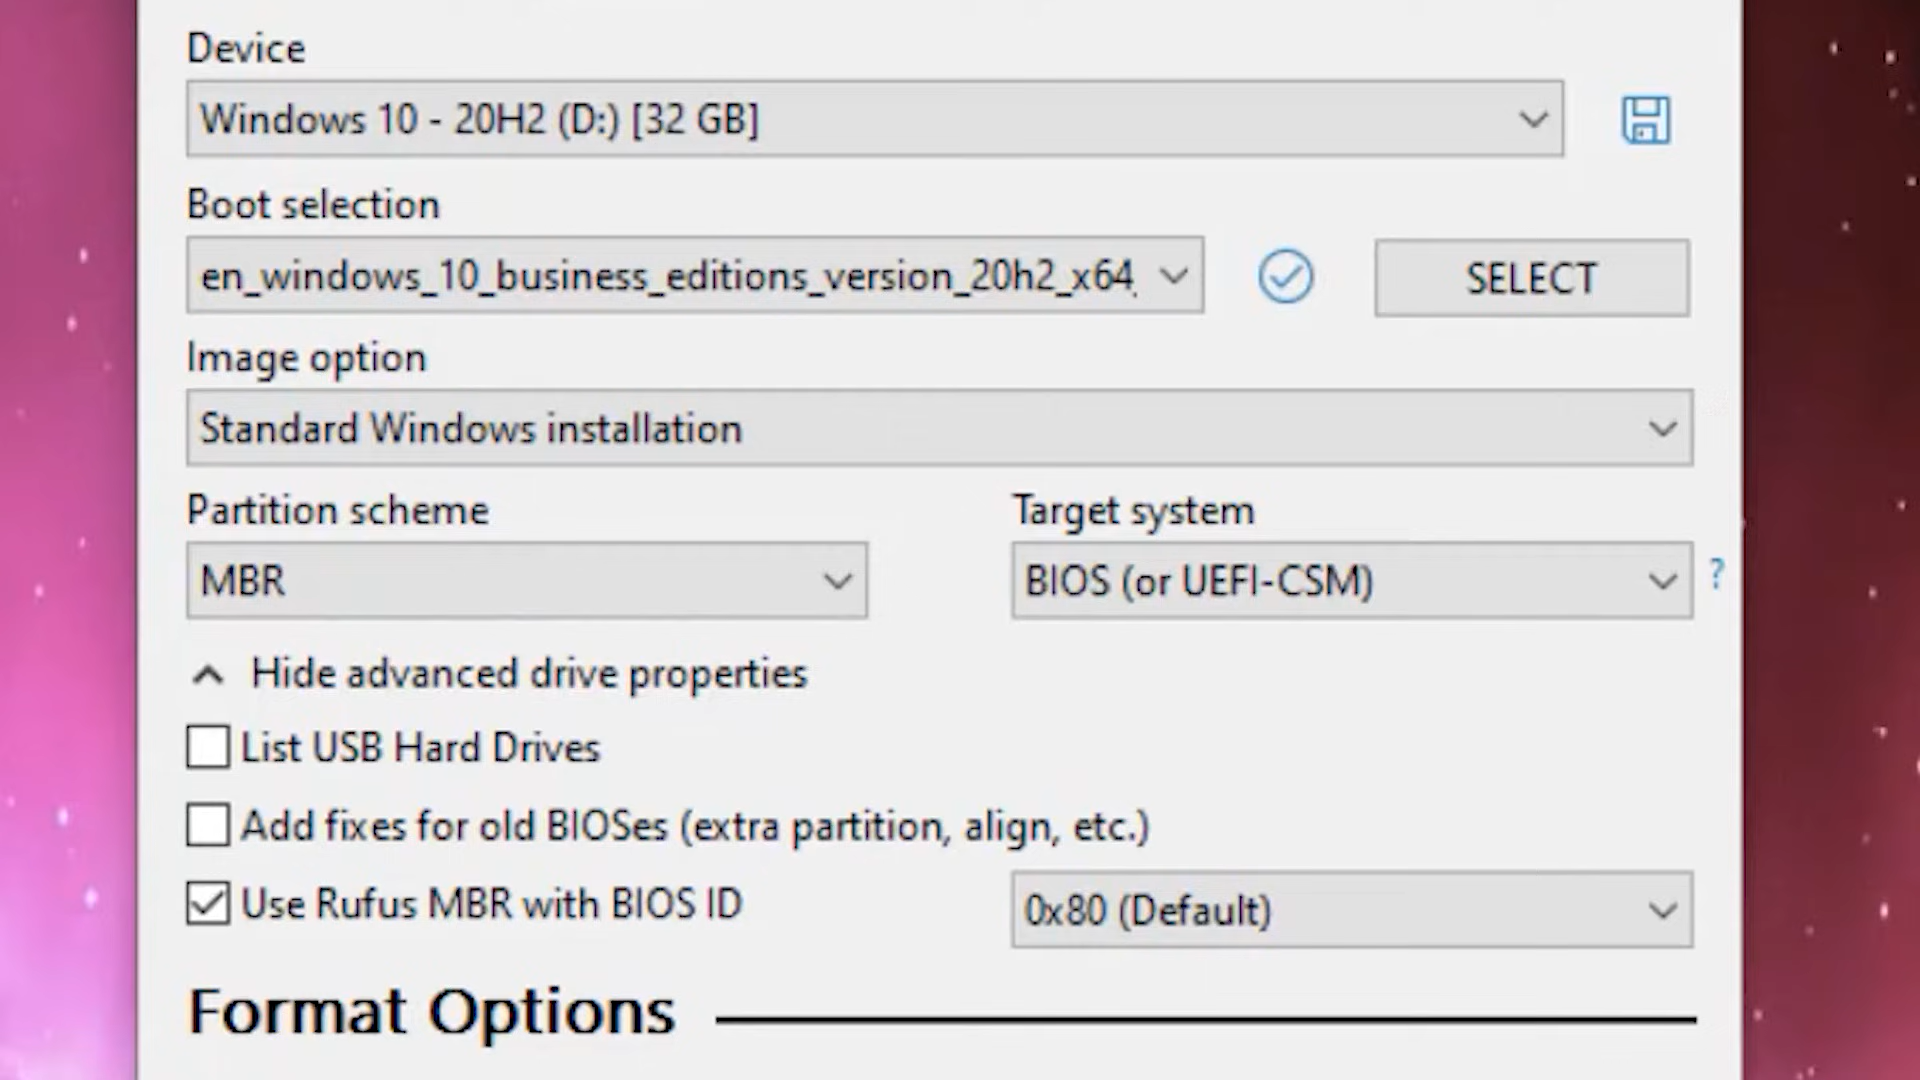 Device
Windows 10 - 20H2 (D:) [32 GB]
Boot selection
en_windows_10_business_editions_version_20h2_x64_
SELECT
Image option
Standard Windows installation
Partition scheme
Target system
MBR
BIOS (or UEFI-CSM)
?
Hide advanced drive properties
List USB Hard Drives
Add fixes for old BIOSes (extra partition, align, etc.)
Use Rufus MBR with BIOS ID
0x80 (Default)
Format Options